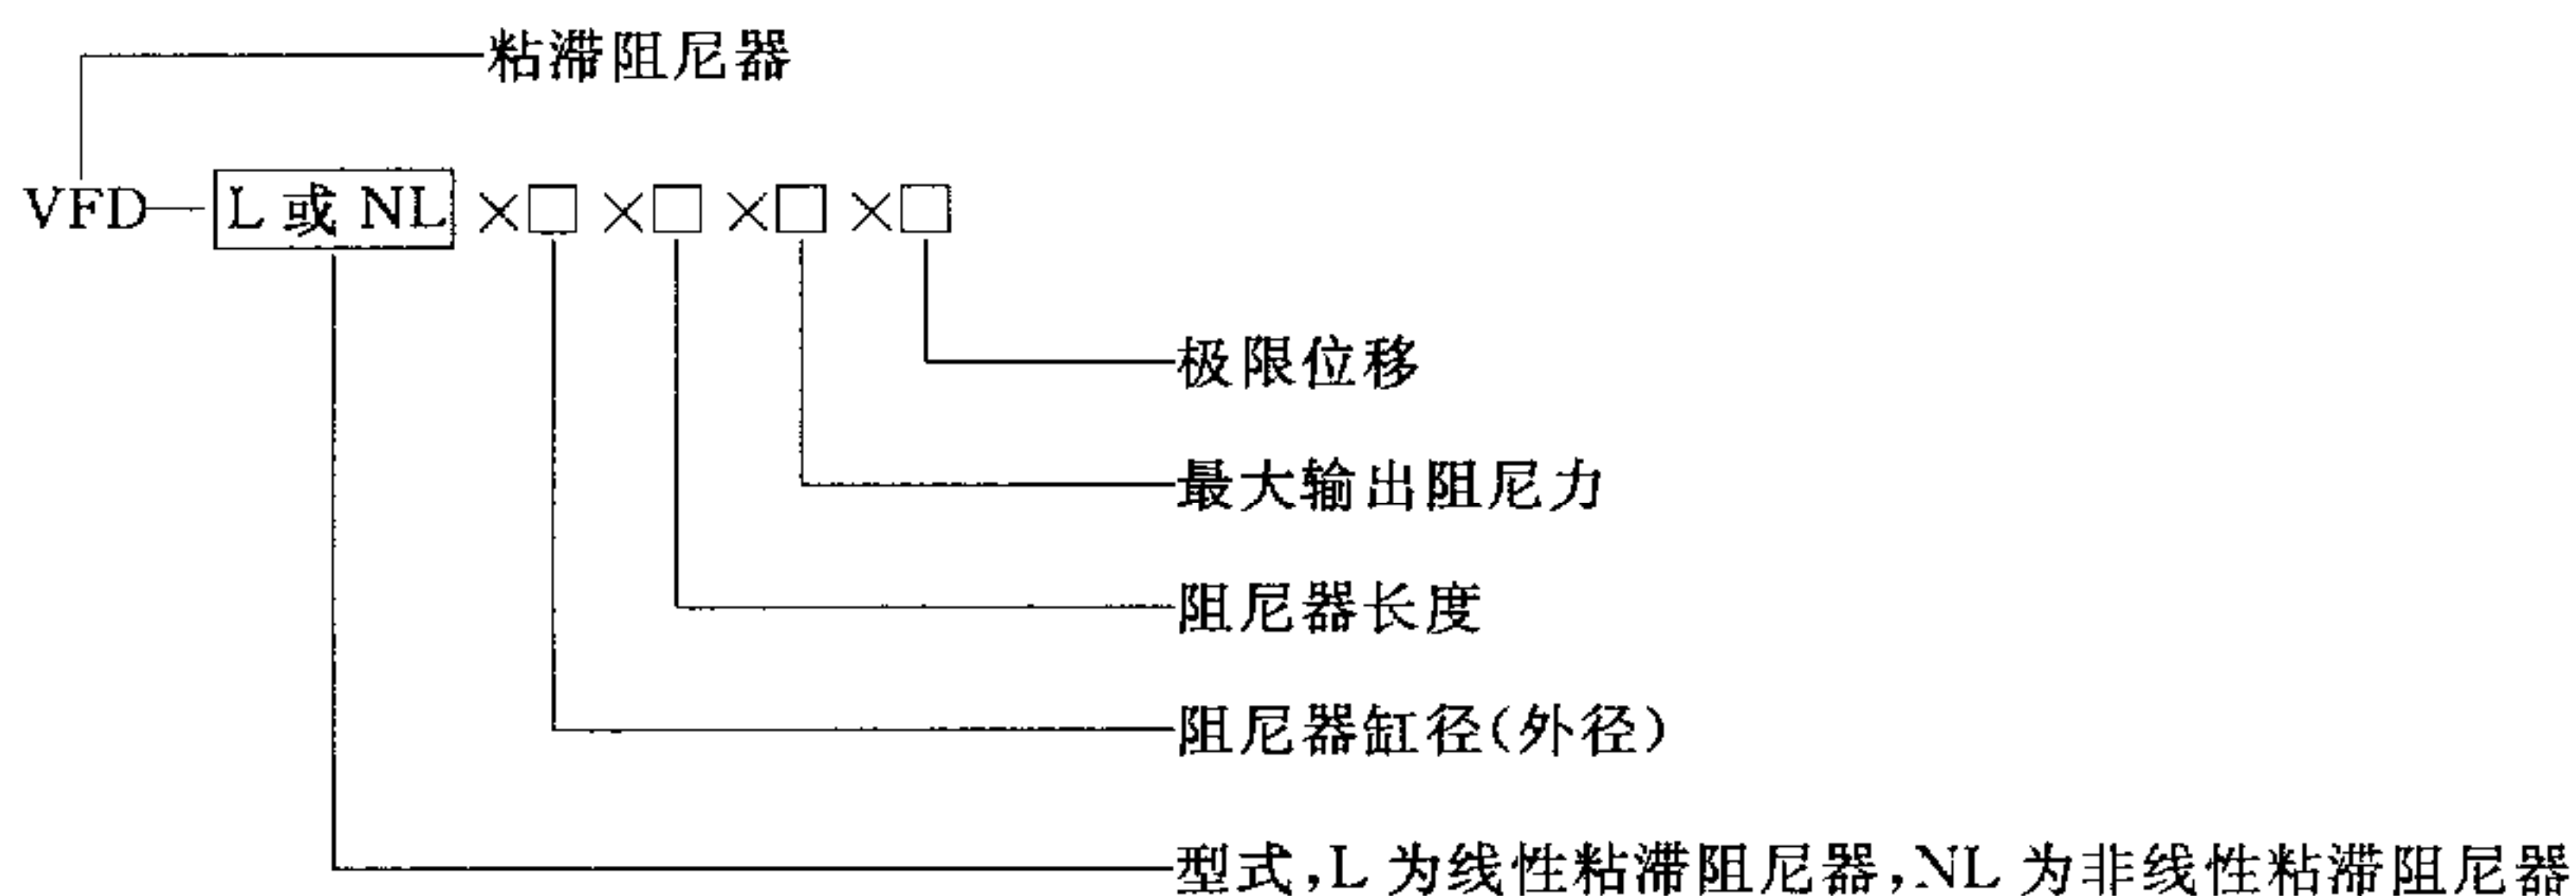 粘滞阻尼器
VFD—L 或 NL ×□ ×□ ×□ ×□
极限位移
最大输出阻尼力
阻尼器长度
阻尼器缸径(外径)
型式,L 为线性粘滞阻尼器,NL 为非线性粘滞阻尼器